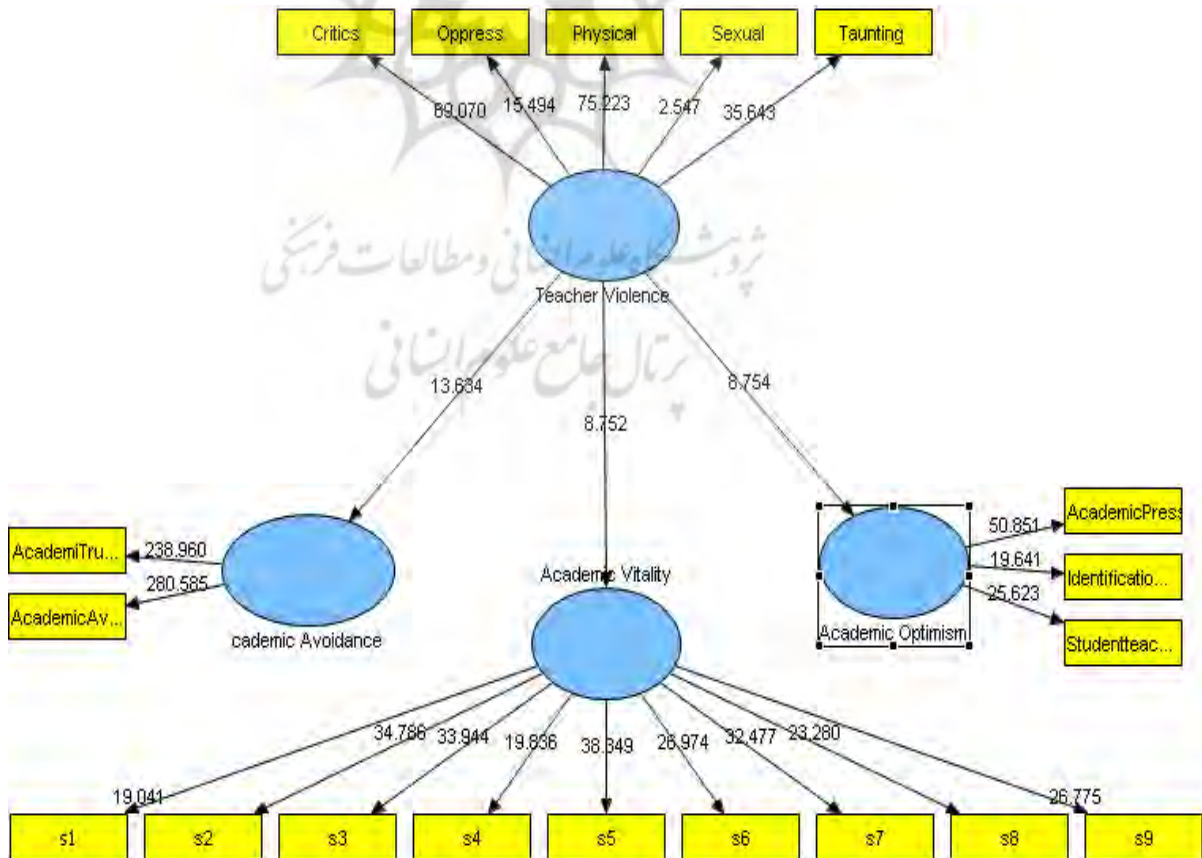 Critics Oppress Physical Sexual Taunting
69.070 15.494 75.223 2.547 35.643
پژوهشگاه علوم انسانی و مطالعات فرهنگی
Teacher Violence
پرتال جامع علوم انسانی
13.634 8.752 8.754
AcademiTru... 238.960
AcademicAv... 280.585
cademic Avoidance
Academic Vitality
50.851 AcademicPress
19.641 Identificatio...
25.623 Studentteac...
Academic Optimism
19.041 34.786 33.944 19.836 38.349 26.974 32.477 23.280 26.775
s1 s2 s3 s4 s5 s6 s7 s8 s9